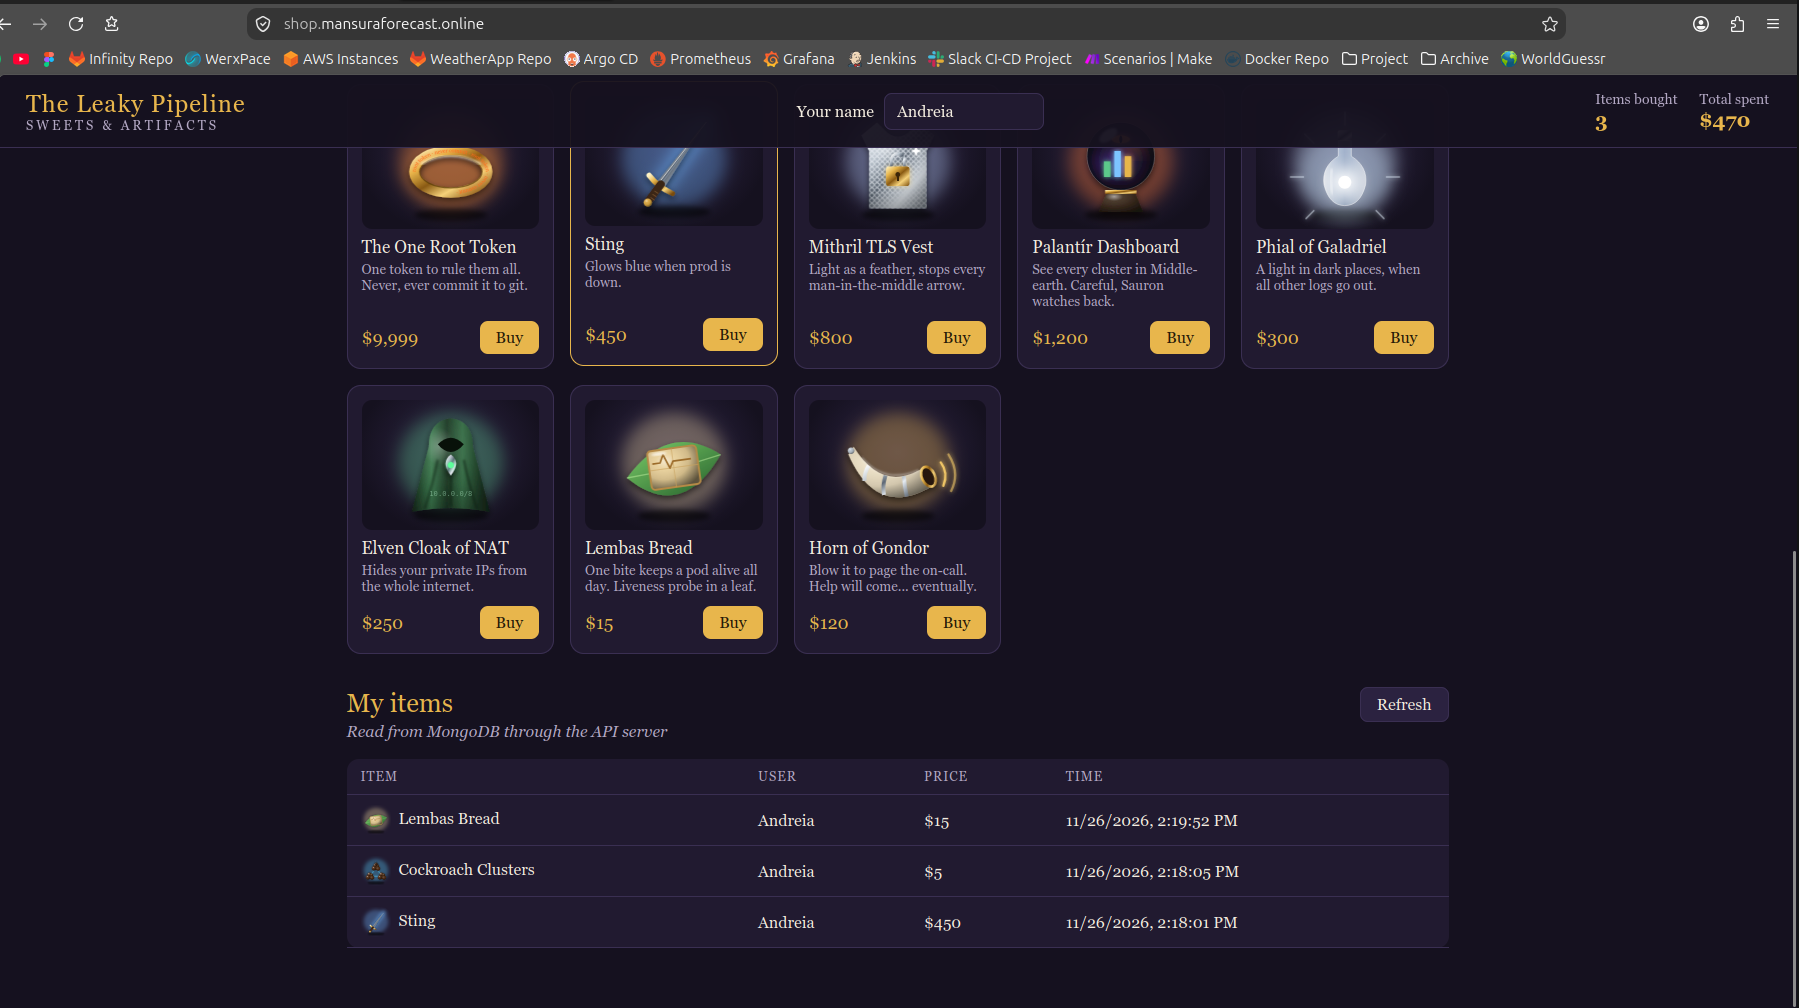 shop.mansuraforecast.online
Infinity Repo WerxPace AWS Instances WeatherApp Repo Argo CD Prometheus Grafana Jenkins Slack CI-CD Project Scenarios | Make Docker Repo Project Archive WorldGuessr
The Leaky Pipeline
SWEETS & ARTIFACTS
Your name Andreia
Items bought
3
Total spent
$470
The One Root Token
One token to rule them all.
Never, ever commit it to git.
$9,999 Buy
Sting
Glows blue when prod is
down.
$450 Buy
Mithril TLS Vest
Light as a feather, stops every
man-in-the-middle arrow.
$800 Buy
Palantír Dashboard
See every cluster in Middle-
earth. Careful, Sauron
watches back.
$1,200 Buy
Phial of Galadriel
A light in dark places, when
all other logs go out.
$300 Buy
10.0.0.0/8
Elven Cloak of NAT
Hides your private IPs from
the whole internet.
$250 Buy
Lembas Bread
One bite keeps a pod alive all
day. Liveness probe in a leaf.
$15 Buy
Horn of Gondor
Blow it to page the on-call.
Help will come... eventually.
$120 Buy
My items
Read from MongoDB through the API server
Refresh
ITEM USER PRICE TIME
Lembas Bread Andreia $15 11/26/2026, 2:19:52 PM
Cockroach Clusters Andreia $5 11/26/2026, 2:18:05 PM
Sting Andreia $450 11/26/2026, 2:18:01 PM